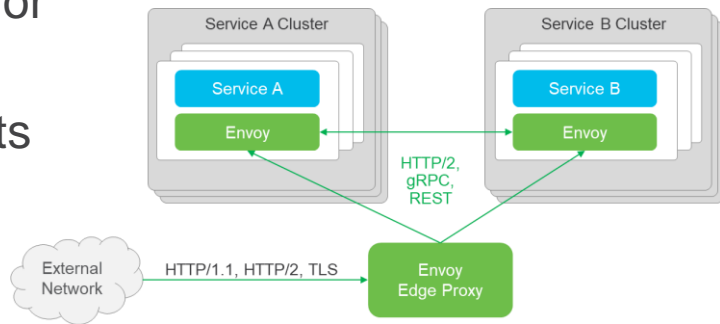 or
ts
Service A Cluster
Service A
Envoy
Service B Cluster
Service B
Envoy
HTTP/2,
gRPC,
REST
External
Network
HTTP/1.1, HTTP/2, TLS
Envoy
Edge Proxy